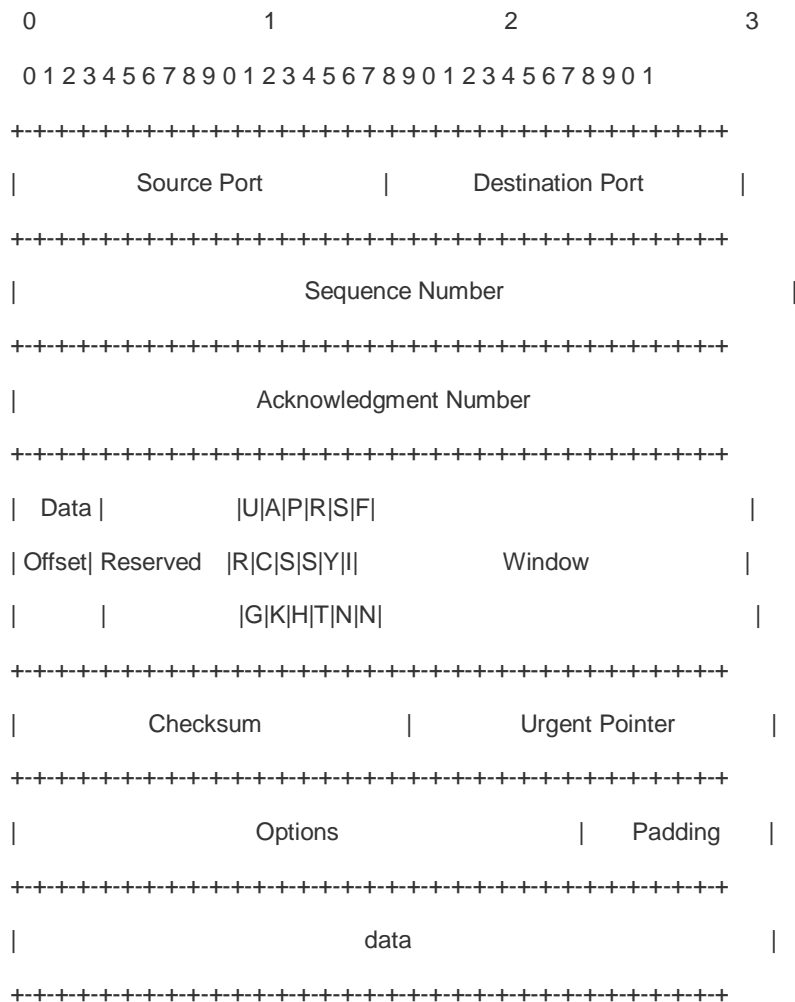 0 1 2 3
0 1 2 3 4 5 6 7 8 9 0 1 2 3 4 5 6 7 8 9 0 1 2 3 4 5 6 7 8 9 0 1
+-+-+-+-+-+-+-+-+-+-+-+-+-+-+-+-+-+-+-+-+-+-+-+-+-+-+-+-+-+-+-+-+
| Source Port | Destination Port |
+-+-+-+-+-+-+-+-+-+-+-+-+-+-+-+-+-+-+-+-+-+-+-+-+-+-+-+-+-+-+-+-+
| Sequence Number |
+-+-+-+-+-+-+-+-+-+-+-+-+-+-+-+-+-+-+-+-+-+-+-+-+-+-+-+-+-+-+-+-+
| Acknowledgment Number
+-+-+-+-+-+-+-+-+-+-+-+-+-+-+-+-+-+-+-+-+-+-+-+-+-+-+-+-+-+-+-+-+
| Data | |U|A|P|R|S|F| |
| Offset| Reserved |R|C|S|S|Y|I| Window |
| | |G|K|H|T|N|N| |
+-+-+-+-+-+-+-+-+-+-+-+-+-+-+-+-+-+-+-+-+-+-+-+-+-+-+-+-+-+-+-+-+
| Checksum | Urgent Pointer |
+-+-+-+-+-+-+-+-+-+-+-+-+-+-+-+-+-+-+-+-+-+-+-+-+-+-+-+-+-+-+-+-+
| Options | Padding |
+-+-+-+-+-+-+-+-+-+-+-+-+-+-+-+-+-+-+-+-+-+-+-+-+-+-+-+-+-+-+-+-+
| data |
+-+-+-+-+-+-+-+-+-+-+-+-+-+-+-+-+-+-+-+-+-+-+-+-+-+-+-+-+-+-+-+-+